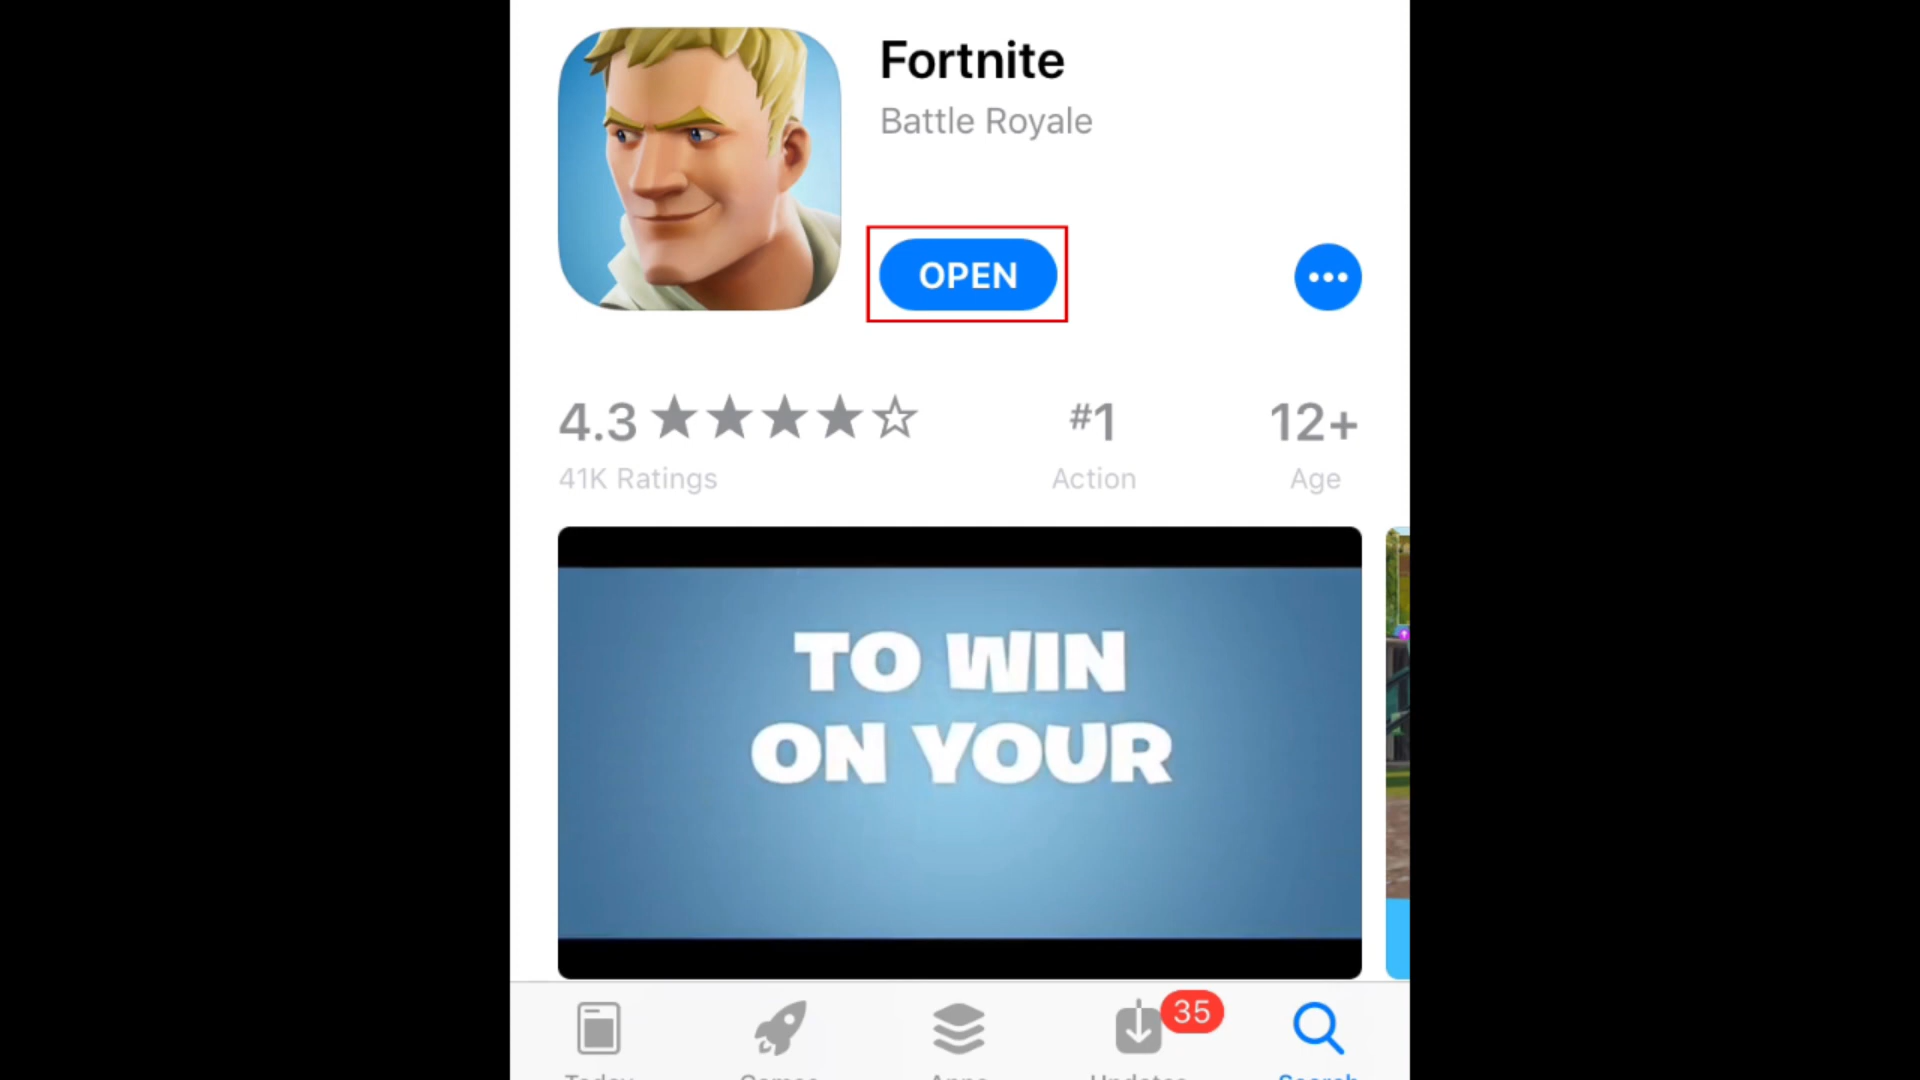 Fortnite
Battle Royale
OPEN
4.3
#1
12+
41K Ratings
Action
Age
TO WIN
ON YOUR
35
Today
Games
Apps
Updates
Search